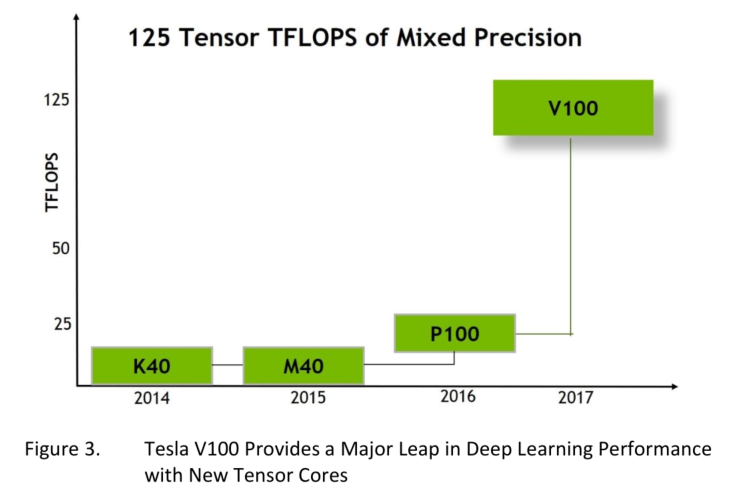 125 Tensor TFLOPS of Mixed Precision
125
V100
TFLOPS
50
25
P100
K40
M40
2014
2015
2016
2017
Figure 3. Tesla V100 Provides a Major Leap in Deep Learning Performance
with New Tensor Cores